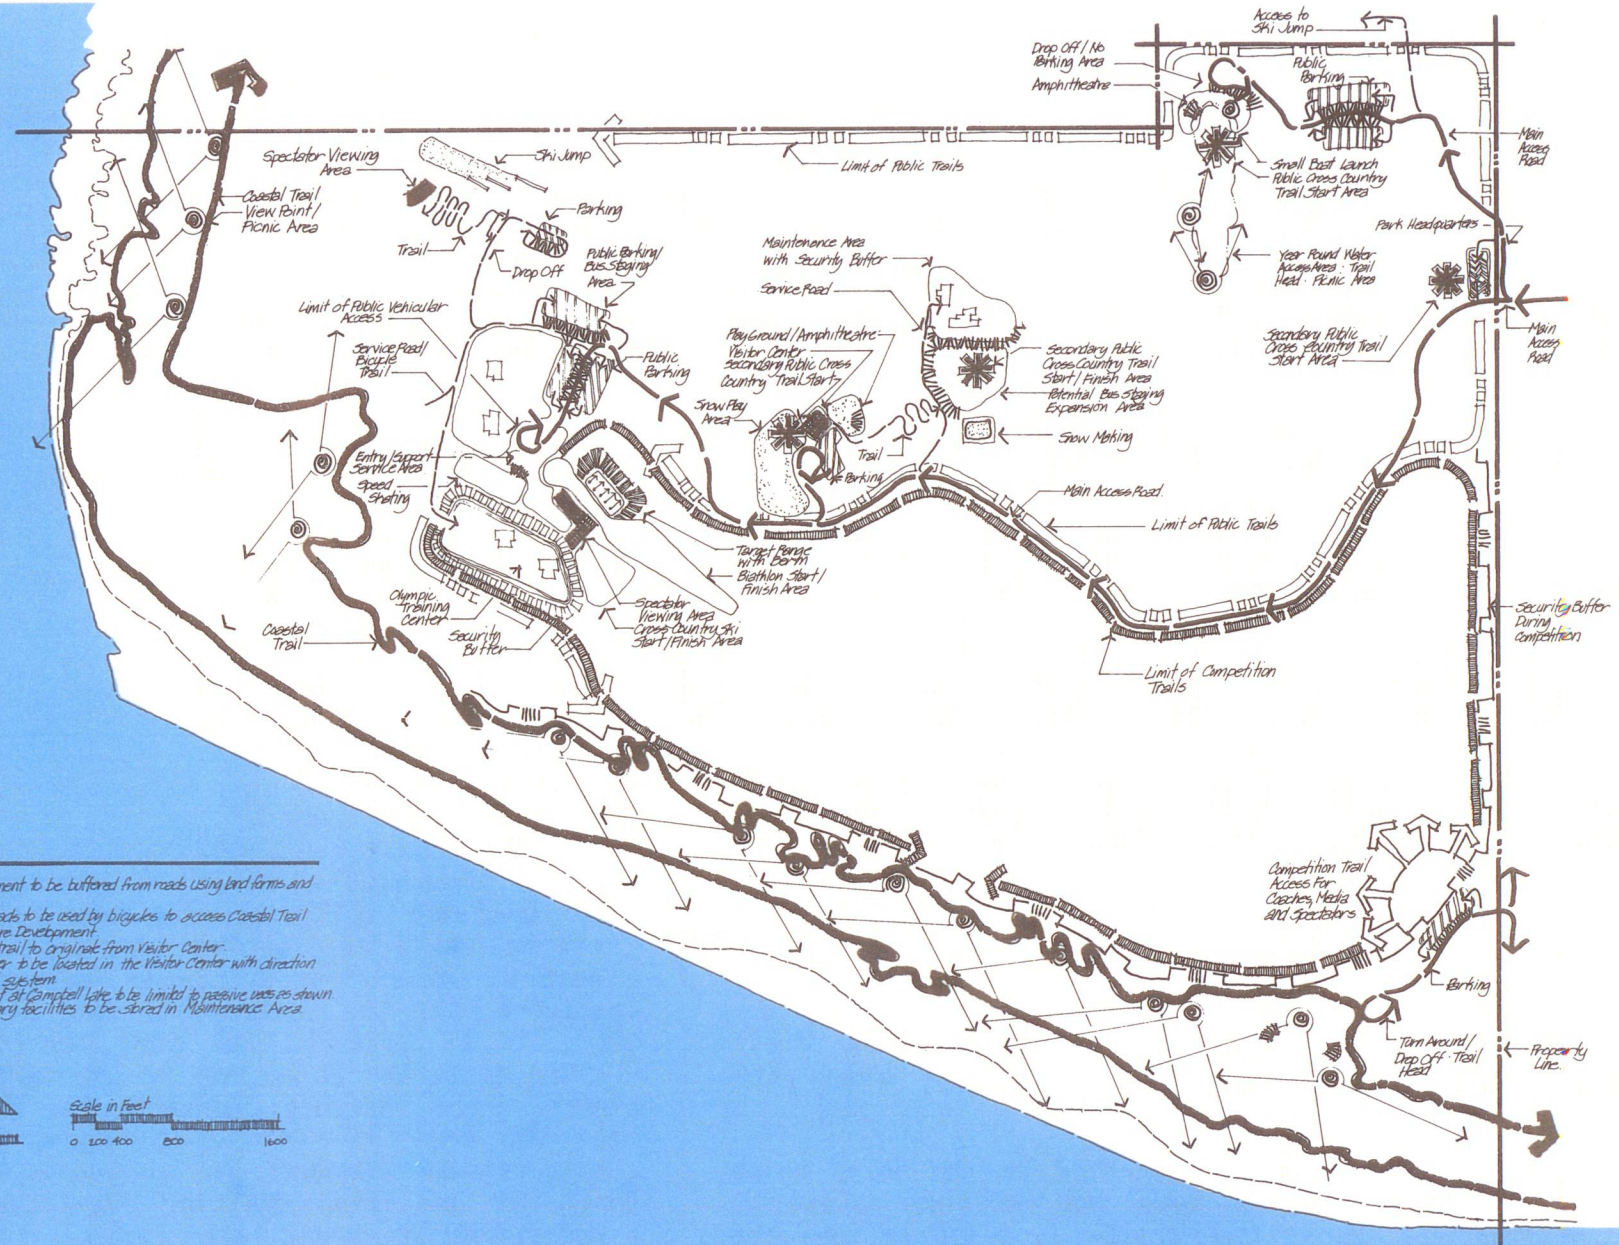 Access to
Ski Jump
Drop Off/No
Parking Area
Amphitheatre
Public
Parking
Main
Access
Road
Small Boat Launch
Public Cross Country
Trail Start Area
Park Headquarters
Year Round Water
Access Area: Trail
Head. Picnic Area
Secondary Public
Cross Country Trail
Start Area
Main
Access
Road
Limit of Public Trails
Spectator Viewing
Area
Ski Jump
Coastal Trail
View Point/
Picnic Area
Trail
Parking
Drop Off
Public Parking/
Bus Staging
Area
Limit of Public Vehicular
Access
Service Road/
Bicycle
Trail
Public
Parking
Maintenance Area
with Security Buffer
Service Road
Play Ground/Amphitheatre
Visitor Center
Secondary Public Cross
Country Trail Start
Snow Play
Area
Secondary Public
Cross Country Trail
Start/Finish Area
Potential Bus Staging
Expansion Area
Snow Making
Trail
Parking
Entry/Support
Service Area
Speed
Skating
Main Access Road
Limit of Public Trails
Target Range
with Berm
Biathlon Start/
Finish Area
Olympic
Training
Center
Security
Buffer
Spectator
Viewing Area
Cross Country Ski
Start/Finish Area
Coastal
Trail
Security Buffer
During
Competition
Limit of Competition
Trails
Competition Trail
Access For
Coaches, Media
and Spectators
Parking
Turn Around/
Drop Off. Trail
Head
Property
Line.
ment to be buffered from roads using land forms and
ads to be used by bicycles to access Coastal Trail
re Development
trail to originate from Visitor Center.
er to be located in the Visitor Center with direction
system
f at Campbell Lake to be limited to passive uses as shown
ary facilities to be stored in Maintenance Area
Scale in Feet
0 200 400 800 1600